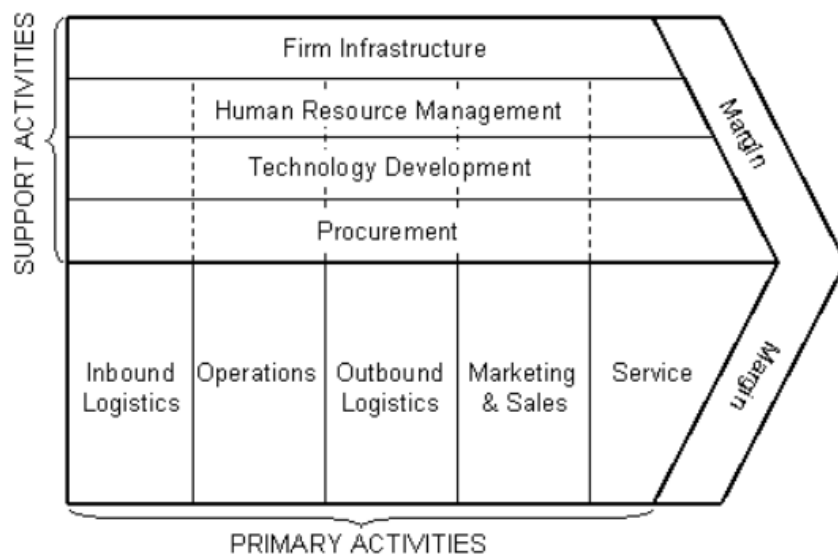 SUPPORT ACTIVITIES
Firm Infrastructure
Human Resource Management
Technology Development
Procurement
Margin
Inbound
Logistics
Operations
Outbound
Logistics
Marketing
& Sales
Service
Margin
PRIMARY ACTIVITIES